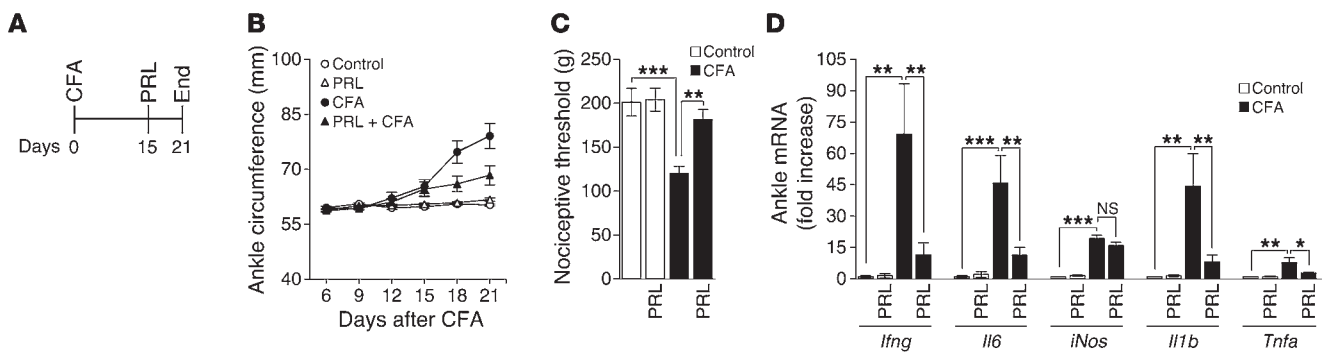 A
CFA
PRL
End
Days 0 15 21
B
Ankle circumference (mm)
100
85
70
55
40
Control
PRL
CFA
PRL + CFA
6 9 12 15 18 21
Days after CFA
C
Nociceptive threshold (g)
250
200
150
100
50
0
Control
CFA
***
**
PRL
PRL
D
Ankle mRNA
(fold increase)
105
90
75
60
45
30
15
0
Control
CFA
** **
*** **
*** NS
** **
** *
PRL PRL PRL PRL PRL PRL PRL PRL PRL PRL
Ifng Il6 iNos Il1b Tnfa